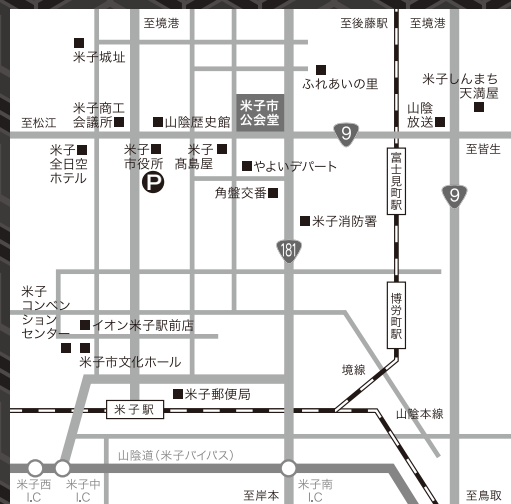 至境港
至後藤駅
至境港
米子城址
ふれあいの里
米子しんまち
天満屋
米子商工
会議所
山陰歴史館
米子市
公会堂
山陰
放送
至松江
9
至皆生
米子
全日空
ホテル
米子
市役所
P
米子
髙島屋
やよいデパート
角盤交番
富士見町駅
9
米子消防署
181
米子
コンベン
ション
センター
イオン米子駅前店
米子市文化ホール
博労町駅
境線
米子郵便局
米子駅
山陰本線
山陰道(米子バイパス)
米子西
I.C
米子中
I.C
至岸本
米子南
I.C
至鳥取